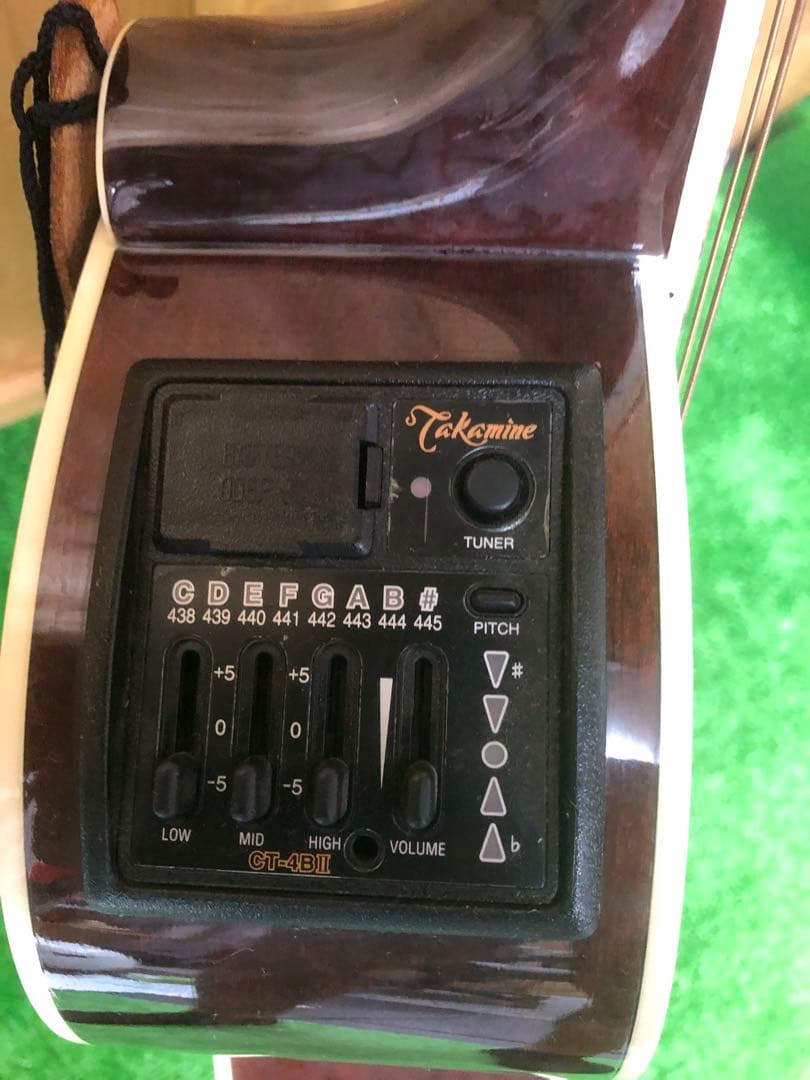 Takamine
TUNER
C D E F G A B #
438 439 440 441 442 443 444 445
PITCH
#
+5 +5
0 0
-5 -5
♭
LOW MID HIGH VOLUME
CT-4BⅡ